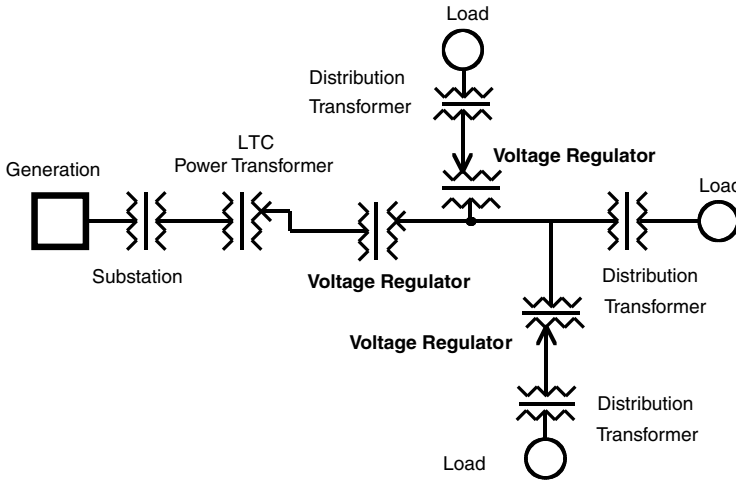 Load
Distribution
Transformer
LTC
Power Transformer
Voltage Regulator
Generation
Load
Substation
Voltage Regulator
Distribution
Transformer
Voltage Regulator
Distribution
Transformer
Load